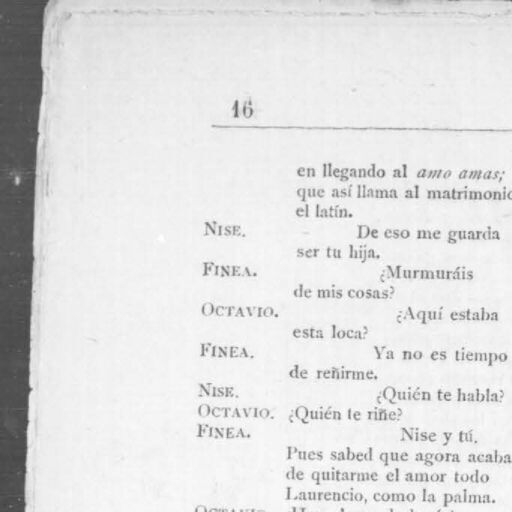 16
en llegando al amo amas;
que así llama al matrimonio
el latín.
NISE. De eso me guarda
ser tu hija.
FINEA. ¿Murmuráis
de mis cosas?
OCTAVIO. ¿Aquí estaba
esta loca?
FINEA. Ya no es tiempo
de reñirme.
NISE. ¿Quién te habla?
OCTAVIO. ¿Quién te riñe?
FINEA. Nise y tú.
Pues sabed que agora acaba
de quitarme el amor todo
Laurencio, como la palma.